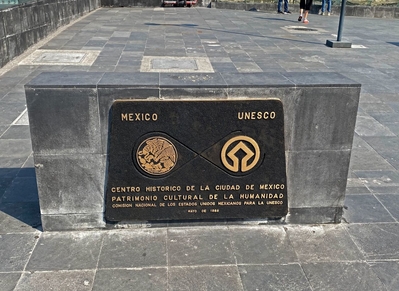 MEXICO UNESCO
CENTRO HISTORICO DE LA CIUDAD DE MEXICO
PATRIMONIO CULTURAL DE LA HUMANIDAD
COMISION NACIONAL DE LOS ESTADOS UNIDOS MEXICANOS PARA LA UNESCO
DE